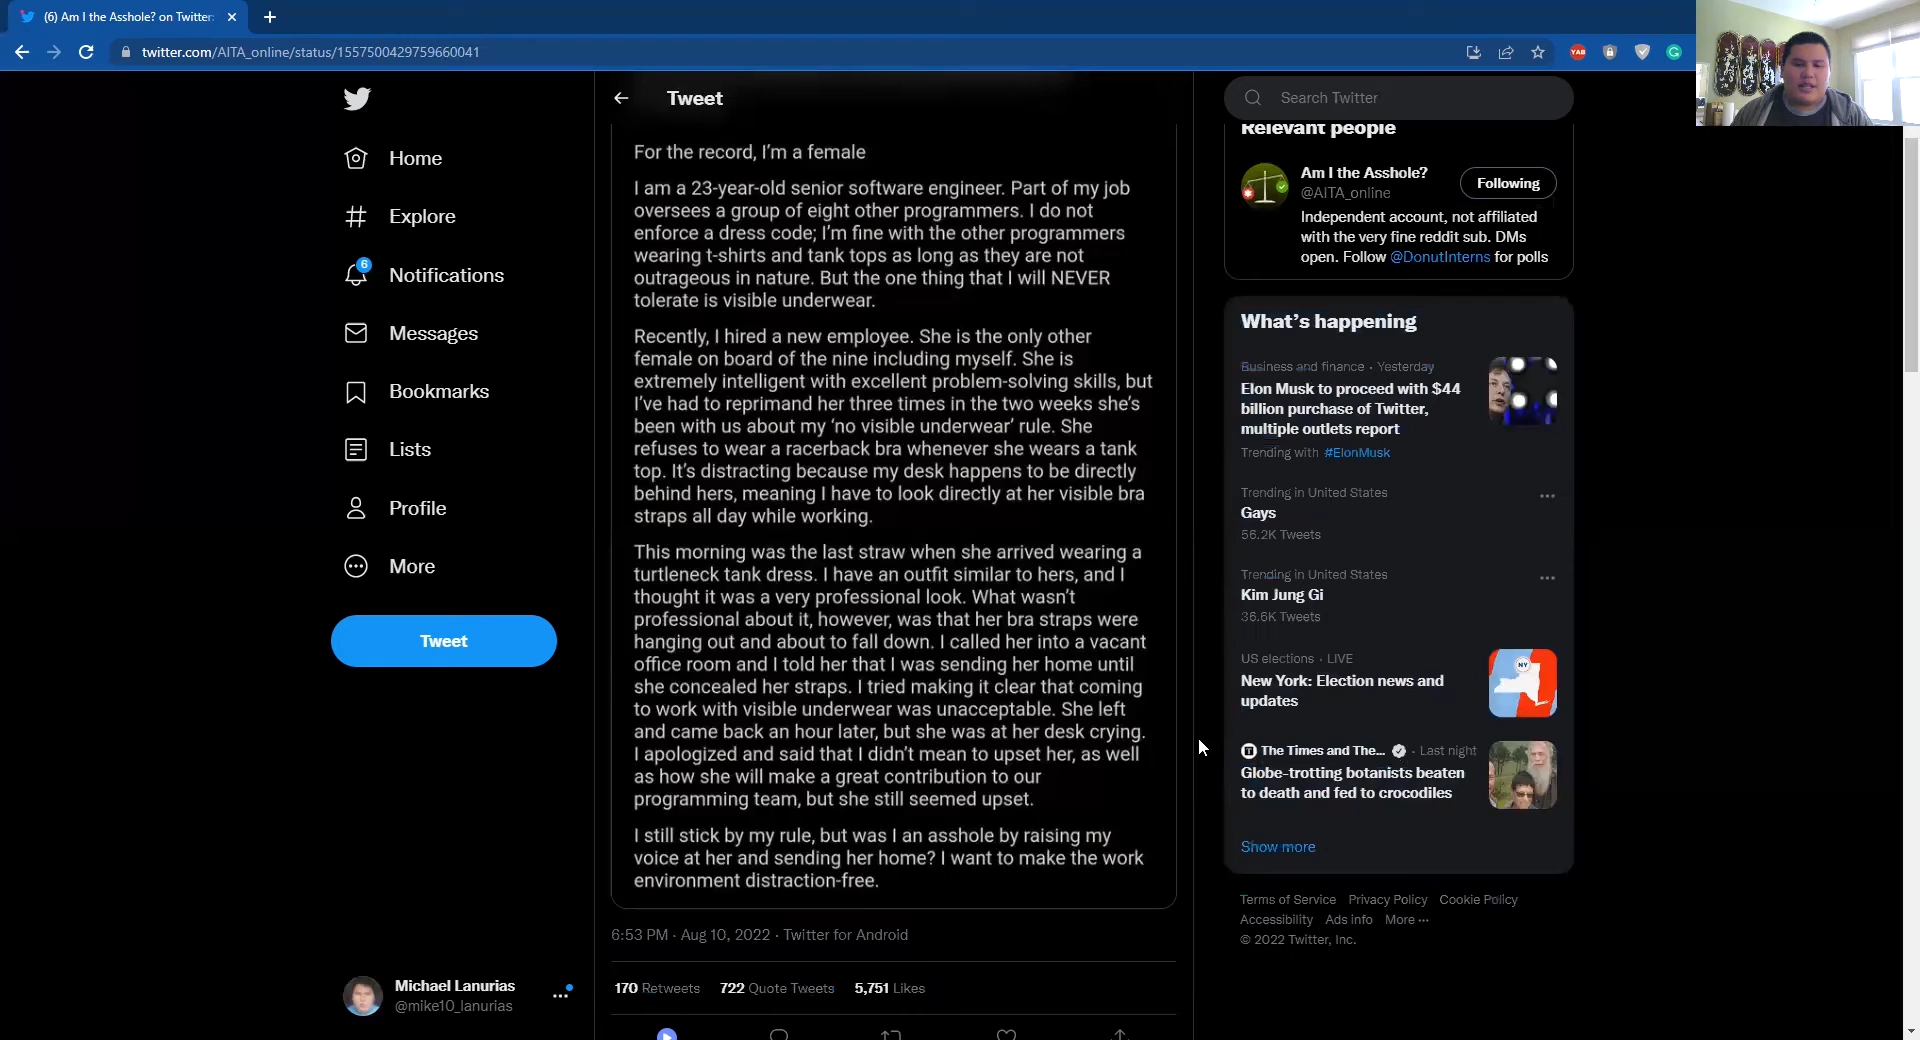 (6) Am I the Asshole? on Twitter:
twitter.com/AITA_online/status/1557500429759660041
YAB
Home
Explore
6
Notifications
Messages
Bookmarks
Lists
Profile
More
Tweet
Michael Lanurias
@mike10_lanurias
Tweet
For the record, I'm a female
I am a 23-year-old senior software engineer. Part of my job
oversees a group of eight other programmers. I do not
enforce a dress code; I'm fine with the other programmers
wearing t-shirts and tank tops as long as they are not
outrageous in nature. But the one thing that I will NEVER
tolerate is visible underwear.
Recently, I hired a new employee. She is the only other
female on board of the nine including myself. She is
extremely intelligent with excellent problem-solving skills, but
I've had to reprimand her three times in the two weeks she's
been with us about my 'no visible underwear' rule. She
refuses to wear a racerback bra whenever she wears a tank
top. It's distracting because my desk happens to be directly
behind hers, meaning I have to look directly at her visible bra
straps all day while working.
This morning was the last straw when she arrived wearing a
turtleneck tank dress. I have an outfit similar to hers, and I
thought it was a very professional look. What wasn't
professional about it, however, was that her bra straps were
hanging out and about to fall down. I called her into a vacant
office room and I told her that I was sending her home until
she concealed her straps. I tried making it clear that coming
to work with visible underwear was unacceptable. She left
and came back an hour later, but she was at her desk crying.
I apologized and said that I didn't mean to upset her, as well
as how she will make a great contribution to our
programming team, but she still seemed upset.
I still stick by my rule, but was I an asshole by raising my
voice at her and sending her home? I want to make the work
environment distraction-free.
6:53 PM · Aug 10, 2022 · Twitter for Android
170 Retweets 722 Quote Tweets 5,751 Likes
Search Twitter
Relevant people
Am I the Asshole?
@AITA_online
Following
Independent account, not affiliated
with the very fine reddit sub. DMs
open. Follow @DonutInterns for polls
What's happening
Business and finance · Yesterday
Elon Musk to proceed with $44
billion purchase of Twitter,
multiple outlets report
Trending with #ElonMusk
Trending in United States
Gays
56.2K Tweets
Trending in United States
Kim Jung Gi
36.6K Tweets
US elections · LIVE
New York: Election news and
updates
NY
The Times and The... · Last night
Globe-trotting botanists beaten
to death and fed to crocodiles
Show more
Terms of Service Privacy Policy Cookie Policy
Accessibility Ads info More ···
© 2022 Twitter, Inc.